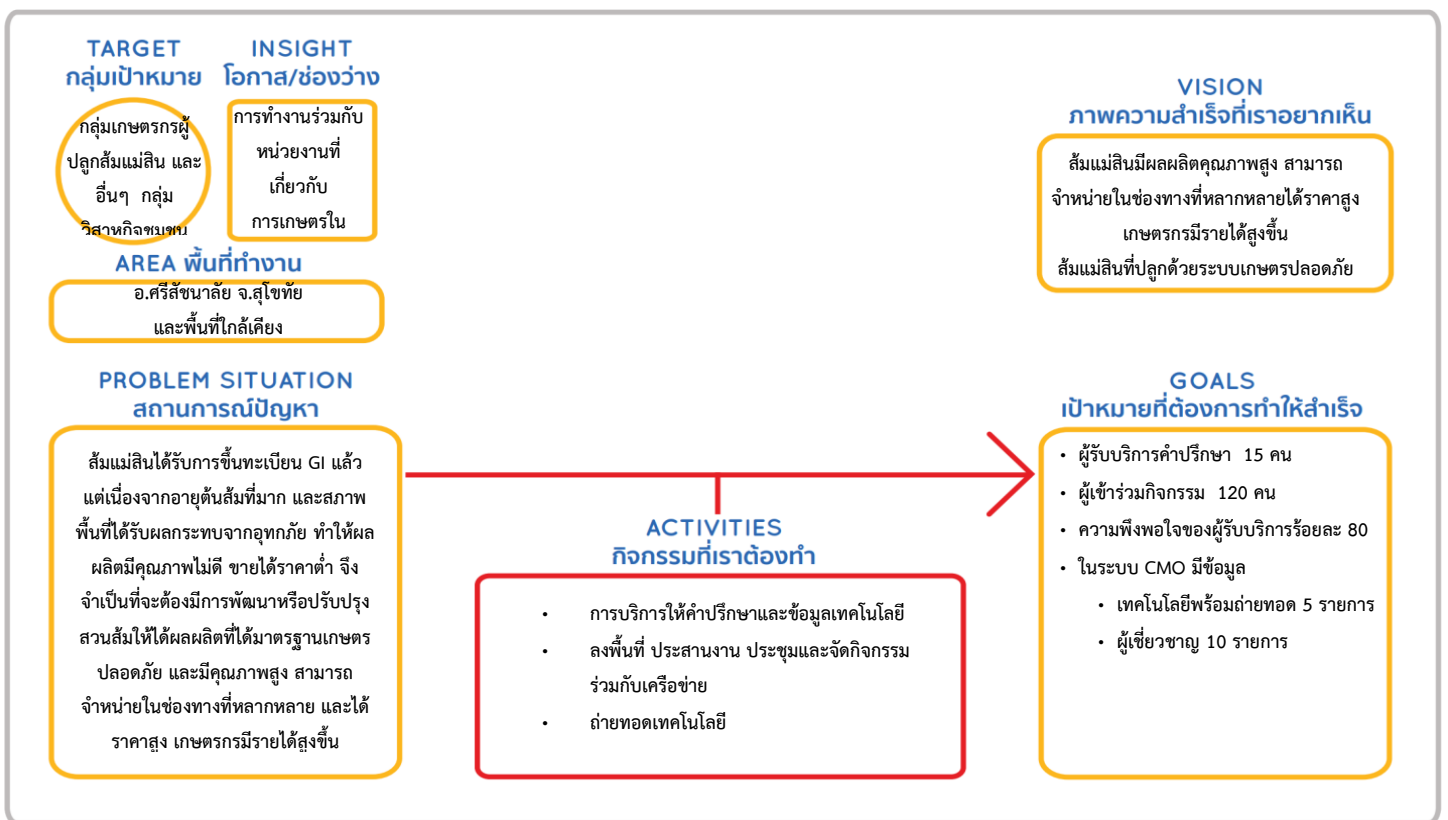 TARGET
กลุ่มเป้าหมาย
กลุ่มเกษตรกรผู้
ปลูกส้มแม่สิน และ
อื่นๆ กลุ่ม
วิสาหกิจชุมชน
INSIGHT
โอกาส/ช่องว่าง
การทำงานร่วมกับ
หน่วยงานที่
เกี่ยวกับ
การเกษตรใน
AREA พื้นที่ทำงาน
อ.ศรีสัชนาลัย จ.สุโขทัย
และพื้นที่ใกล้เคียง
PROBLEM SITUATION
สถานการณ์ปัญหา
ส้มแม่สินได้รับการขึ้นทะเบียน GI แล้ว
แต่เนื่องจากอายุต้นส้มที่มาก และสภาพ
พื้นที่ได้รับผลกระทบจากอุทกภัย ทำให้ผล
ผลิตมีคุณภาพไม่ดี ขายได้ราคาต่ำ จึง
จำเป็นที่จะต้องมีการพัฒนาหรือปรับปรุง
สวนส้มให้ได้ผลผลิตที่ได้มาตรฐานเกษตร
ปลอดภัย และมีคุณภาพสูง สามารถ
จำหน่ายในช่องทางที่หลากหลาย และได้
ราคาสูง เกษตรกรมีรายได้สูงขึ้น
ACTIVITIES
กิจกรรมที่เราต้องทำ
• การบริการให้คำปรึกษาและข้อมูลเทคโนโลยี
• ลงพื้นที่ ประสานงาน ประชุมและจัดกิจกรรม
ร่วมกับเครือข่าย
• ถ่ายทอดเทคโนโลยี
VISION
ภาพความสำเร็จที่เราอยากเห็น
ส้มแม่สินมีผลผลิตคุณภาพสูง สามารถ
จำหน่ายในช่องทางที่หลากหลายได้ราคาสูง
เกษตรกรมีรายได้สูงขึ้น
ส้มแม่สินที่ปลูกด้วยระบบเกษตรปลอดภัย
GOALS
เป้าหมายที่ต้องการทำให้สำเร็จ
• ผู้รับบริการคำปรึกษา 15 คน
• ผู้เข้าร่วมกิจกรรม 120 คน
• ความพึงพอใจของผู้รับบริการร้อยละ 80
• ในระบบ CMO มีข้อมูล
• เทคโนโลยีพร้อมถ่ายทอด 5 รายการ
• ผู้เชี่ยวชาญ 10 รายการ